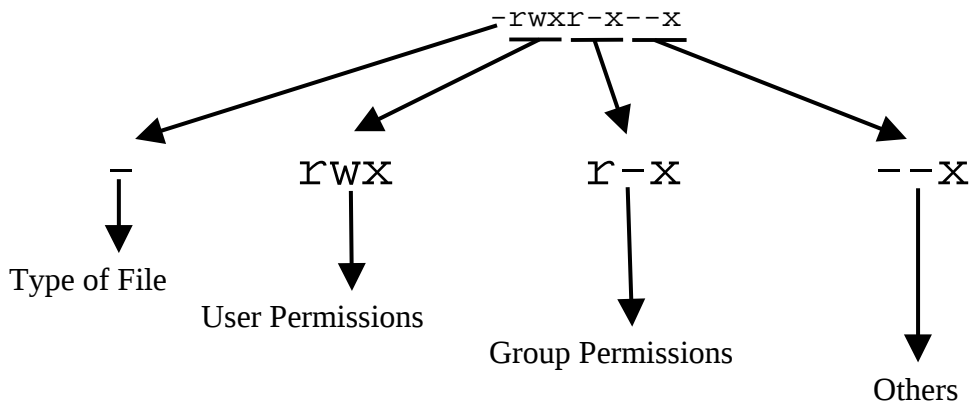 -rwxr-x--x
- rwx r-x --x
Type of File
User Permissions
Group Permissions
Others